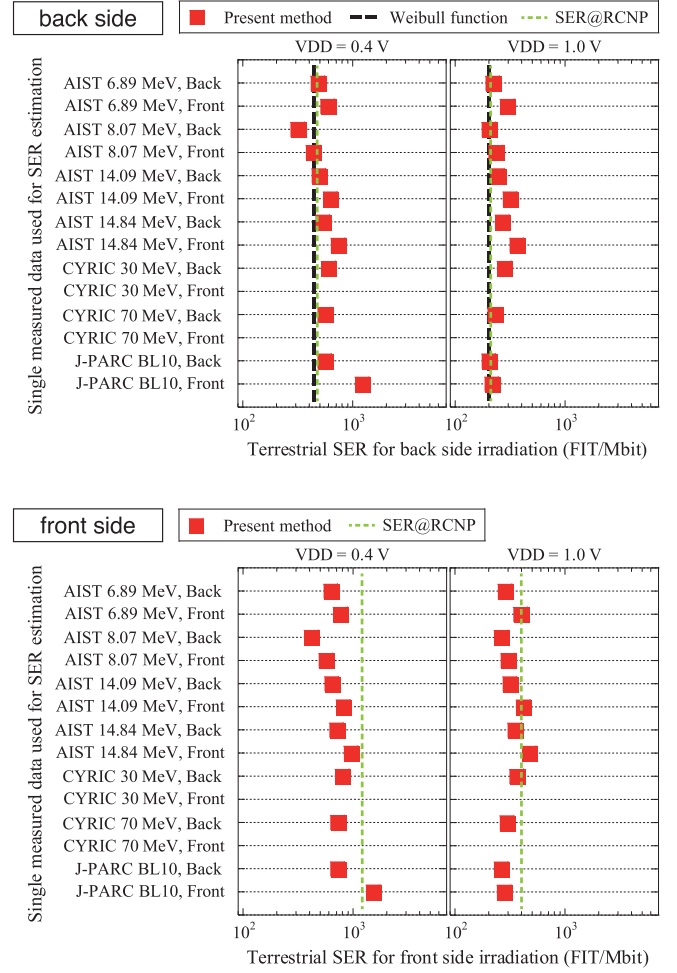 back side
Present method Weibull function SER@RCNP
VDD = 0.4 V VDD = 1.0 V
Single measured data used for SER estimation
AIST 6.89 MeV, Back
AIST 6.89 MeV, Front
AIST 8.07 MeV, Back
AIST 8.07 MeV, Front
AIST 14.09 MeV, Back
AIST 14.09 MeV, Front
AIST 14.84 MeV, Back
AIST 14.84 MeV, Front
CYRIC 30 MeV, Back
CYRIC 30 MeV, Front
CYRIC 70 MeV, Back
CYRIC 70 MeV, Front
J-PARC BL10, Back
J-PARC BL10, Front
10² 10³ 10² 10³
Terrestrial SER for back side irradiation (FIT/Mbit)
front side
Present method SER@RCNP
VDD = 0.4 V VDD = 1.0 V
Single measured data used for SER estimation
AIST 6.89 MeV, Back
AIST 6.89 MeV, Front
AIST 8.07 MeV, Back
AIST 8.07 MeV, Front
AIST 14.09 MeV, Back
AIST 14.09 MeV, Front
AIST 14.84 MeV, Back
AIST 14.84 MeV, Front
CYRIC 30 MeV, Back
CYRIC 30 MeV, Front
CYRIC 70 MeV, Back
CYRIC 70 MeV, Front
J-PARC BL10, Back
J-PARC BL10, Front
10² 10³ 10² 10³
Terrestrial SER for front side irradiation (FIT/Mbit)